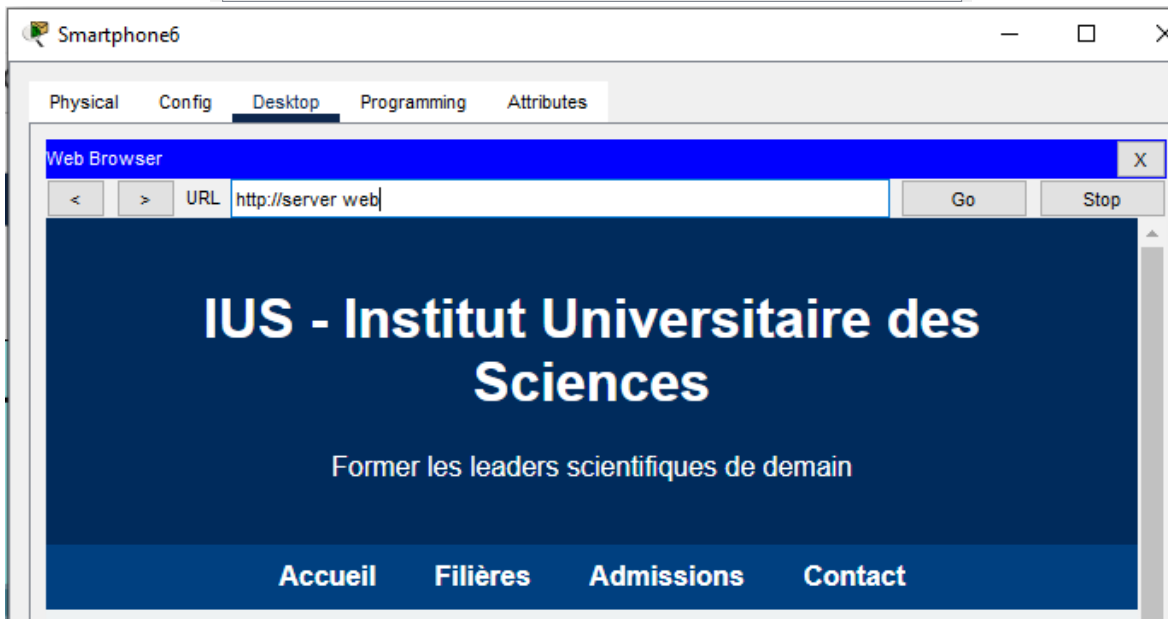 Smartphone6
Physical Config Desktop Programming Attributes
Web Browser X
< > URL http://server web Go Stop
IUS - Institut Universitaire des
Sciences
Former les leaders scientifiques de demain
Accueil Filières Admissions Contact